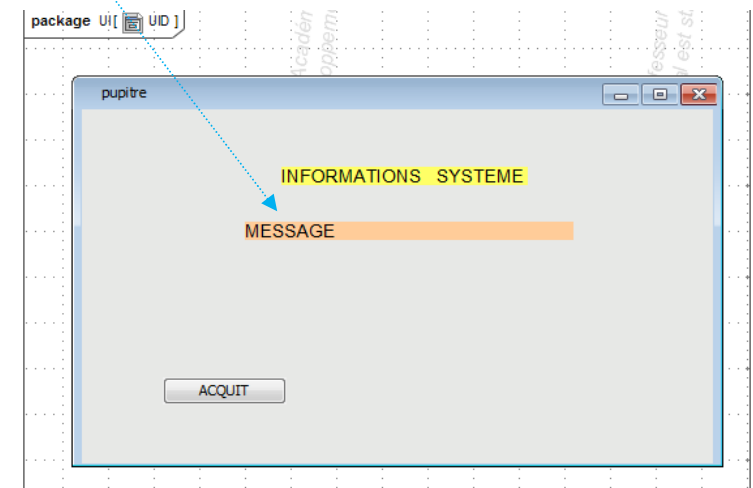 package UI[ UID ]
pupitre
INFORMATIONS SYSTEME
MESSAGE
ACQUIT